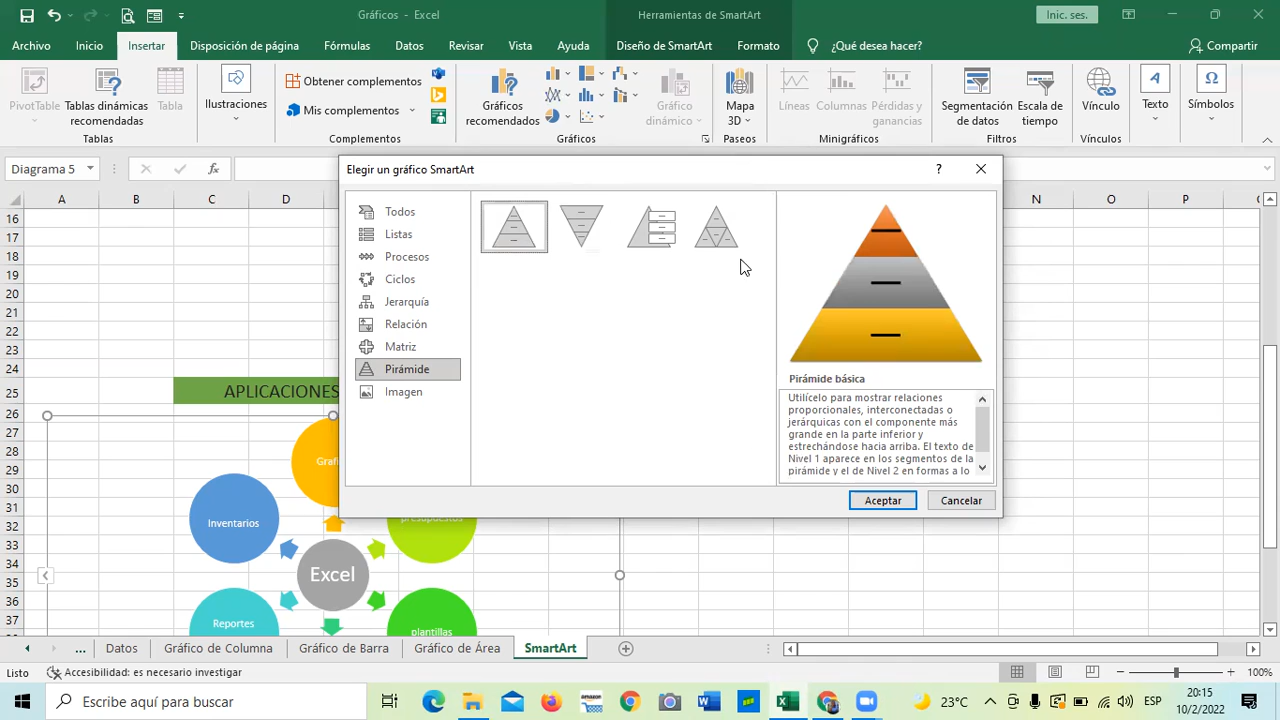 Gráficos - Excel
Herramientas de SmartArt
Inic. ses.
Archivo
Inicio
Insertar
Disposición de página
Fórmulas
Datos
Revisar
Vista
Ayuda
Diseño de SmartArt
Formato
¿Qué desea hacer?
Compartir
PivotTable
Tablas dinámicas
recomendadas
Tabla
Ilustraciones
Obtener complementos
Mis complementos
Gráficos
recomendados
Gráfico
dinámico
Mapa
3D
Líneas
Columnas
Pérdidas y
ganancias
Segmentación
de datos
Escala de
tiempo
Vínculo
Texto
Símbolos
Tablas
Complementos
Gráficos
Paseos
Minigráficos
Filtros
Vínculos
Diagrama 5
fx
A B C D N O P
16
17
18
19
20
21
22
23
24
25
26
27
28
29
30
31
32
33
34
35
36
37
Elegir un gráfico SmartArt
?
Todos
Listas
Procesos
Ciclos
Jerarquía
Relación
Matriz
Pirámide
Imagen
Pirámide básica
Utilícelo para mostrar relaciones
proporcionales, interconectadas o
jerárquicas con el componente más
grande en la parte inferior y
estrechándose hacia arriba. El texto de
Nivel 1 aparece en los segmentos de la
pirámide y el de Nivel 2 en formas a lo
Aceptar
Cancelar
APLICACIONES
Grafi
Inventarios
presupuestos
Excel
Reportes
plantillas
...
Datos
Gráfico de Columna
Gráfico de Barra
Gráfico de Área
SmartArt
Listo
Accesibilidad: es necesario investigar
100%
Escribe aquí para buscar
amazon
23°C
ESP
20:15
10/2/2022